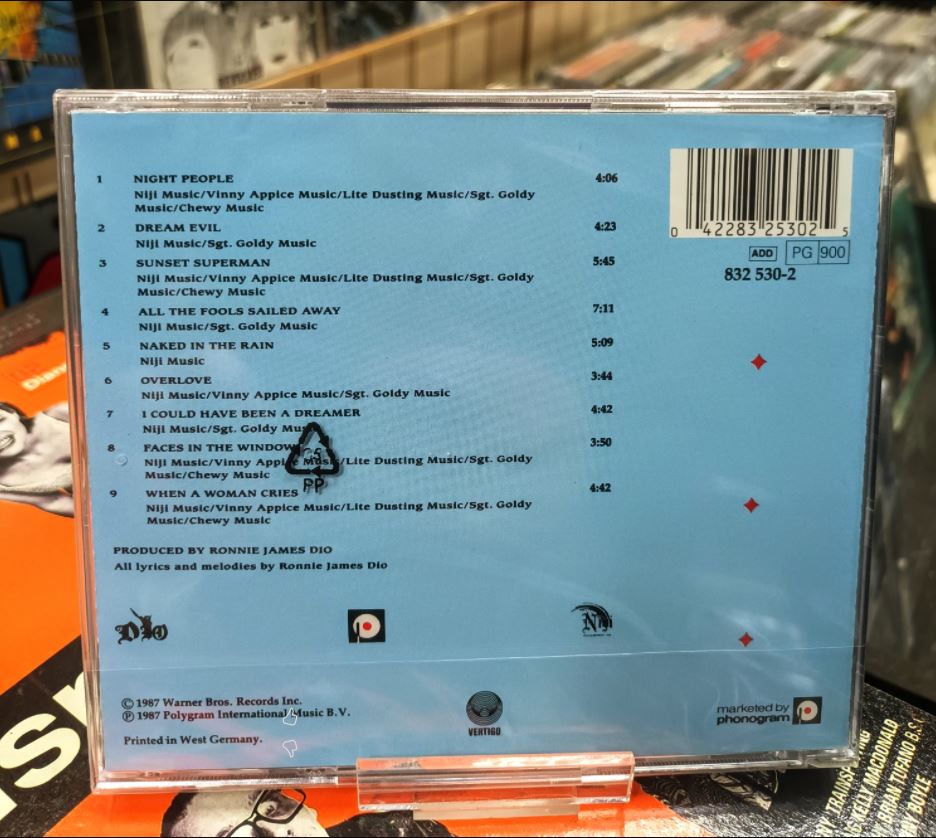 1 NIGHT PEOPLE 4:06
Niji Music/Vinny Appice Music/Lite Dusting Music/Sgt. Goldy
Music/Chewy Music
2 DREAM EVIL 4:23
Niji Music/Sgt. Goldy Music
3 SUNSET SUPERMAN 5:45
Niji Music/Vinny Appice Music/Lite Dusting Music/Sgt. Goldy
Music/Chewy Music
4 ALL THE FOOLS SAILED AWAY 7:11
Niji Music/Sgt. Goldy Music
5 NAKED IN THE RAIN 5:09
Niji Music
6 OVERLOVE 3:44
Niji Music/Vinny Appice Music/Sgt. Goldy Music
7 I COULD HAVE BEEN A DREAMER 4:42
Niji Music/Sgt. Goldy Music
8 FACES IN THE WINDOW 3:50
Niji Music/Vinny Appice Music/Lite Dusting Music/Sgt. Goldy
Music/Chewy Music
9 WHEN A WOMAN CRIES 4:42
Niji Music/Vinny Appice Music/Lite Dusting Music/Sgt. Goldy
Music/Chewy Music
PP
0 42283 25302 5
ADD PG 900
832 530-2
PRODUCED BY RONNIE JAMES DIO
All lyrics and melodies by Ronnie James Dio
DIO
Niji
© 1987 Warner Bros. Records Inc.
℗ 1987 Polygram International Music B.V.
Printed in West Germany.
VERTIGO
marketed by
phonogram